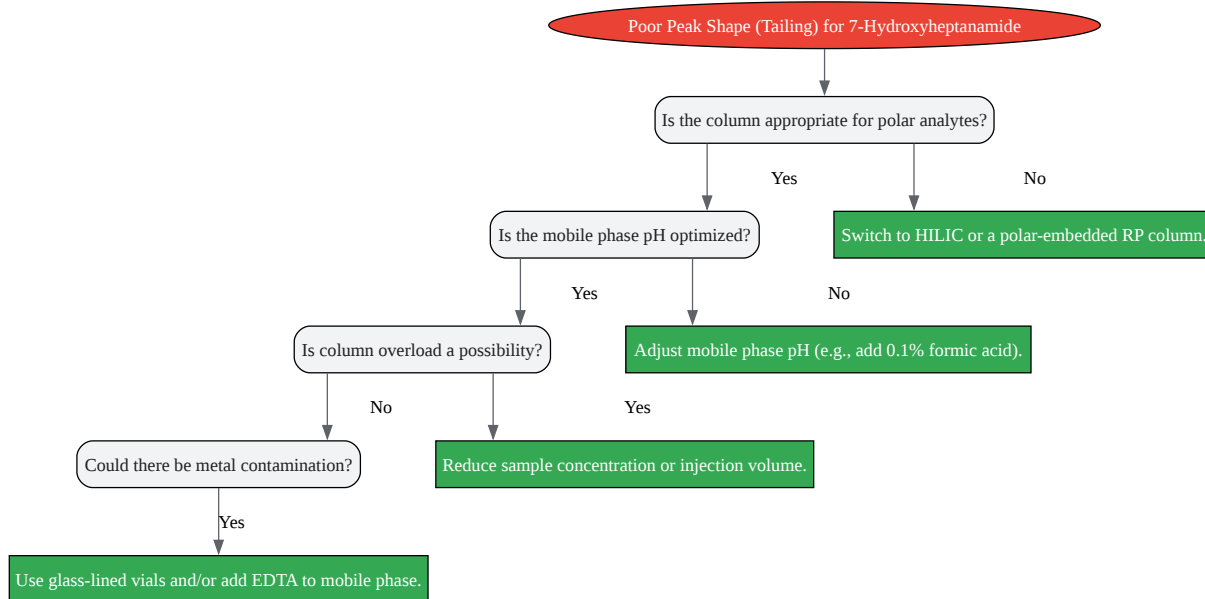 Poor Peak Shape (Tailing) for 7-Hydroxyheptanamide
Is the column appropriate for polar analytes?
Yes
No
Is the mobile phase pH optimized?
Switch to HILIC or a polar-embedded RP column.
Yes
No
Is column overload a possibility?
Adjust mobile phase pH (e.g., add 0.1% formic acid).
No
Yes
Could there be metal contamination?
Reduce sample concentration or injection volume.
Yes
Use glass-lined vials and/or add EDTA to mobile phase.